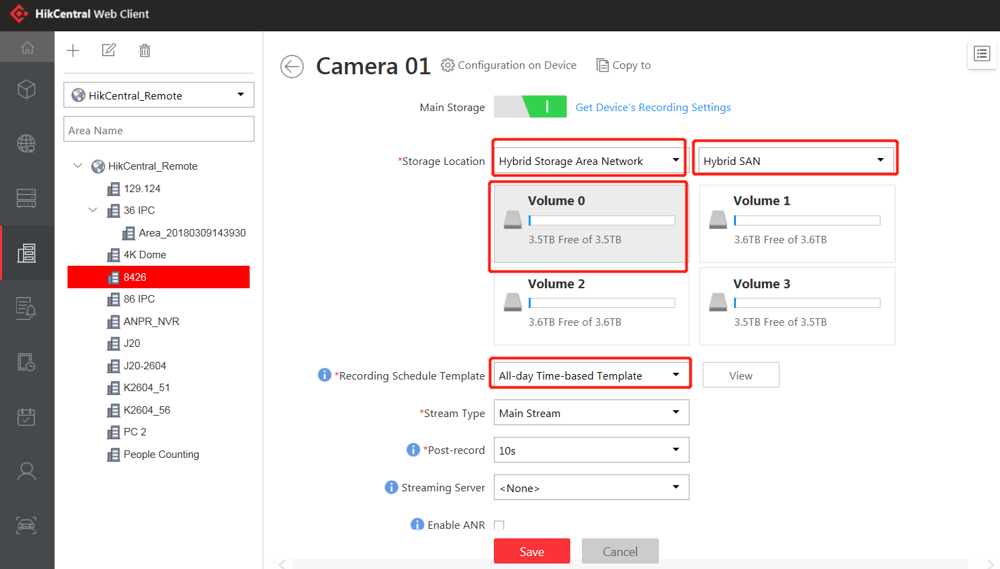 HikCentral Web Client
HikCentral_Remote
Area Name
HikCentral_Remote
129.124
36 IPC
Area_20180309143930
4K Dome
8426
86 IPC
ANPR_NVR
J20
J20-2604
K2604_51
K2604_56
PC 2
People Counting
Camera 01 Configuration on Device Copy to
Main Storage Get Device's Recording Settings
*Storage Location Hybrid Storage Area Network Hybrid SAN
Volume 0
3.5TB Free of 3.5TB
Volume 1
3.6TB Free of 3.6TB
Volume 2
3.6TB Free of 3.6TB
Volume 3
3.5TB Free of 3.5TB
*Recording Schedule Template All-day Time-based Template View
*Stream Type Main Stream
*Post-record 10s
Streaming Server <None>
Enable ANR
Save Cancel